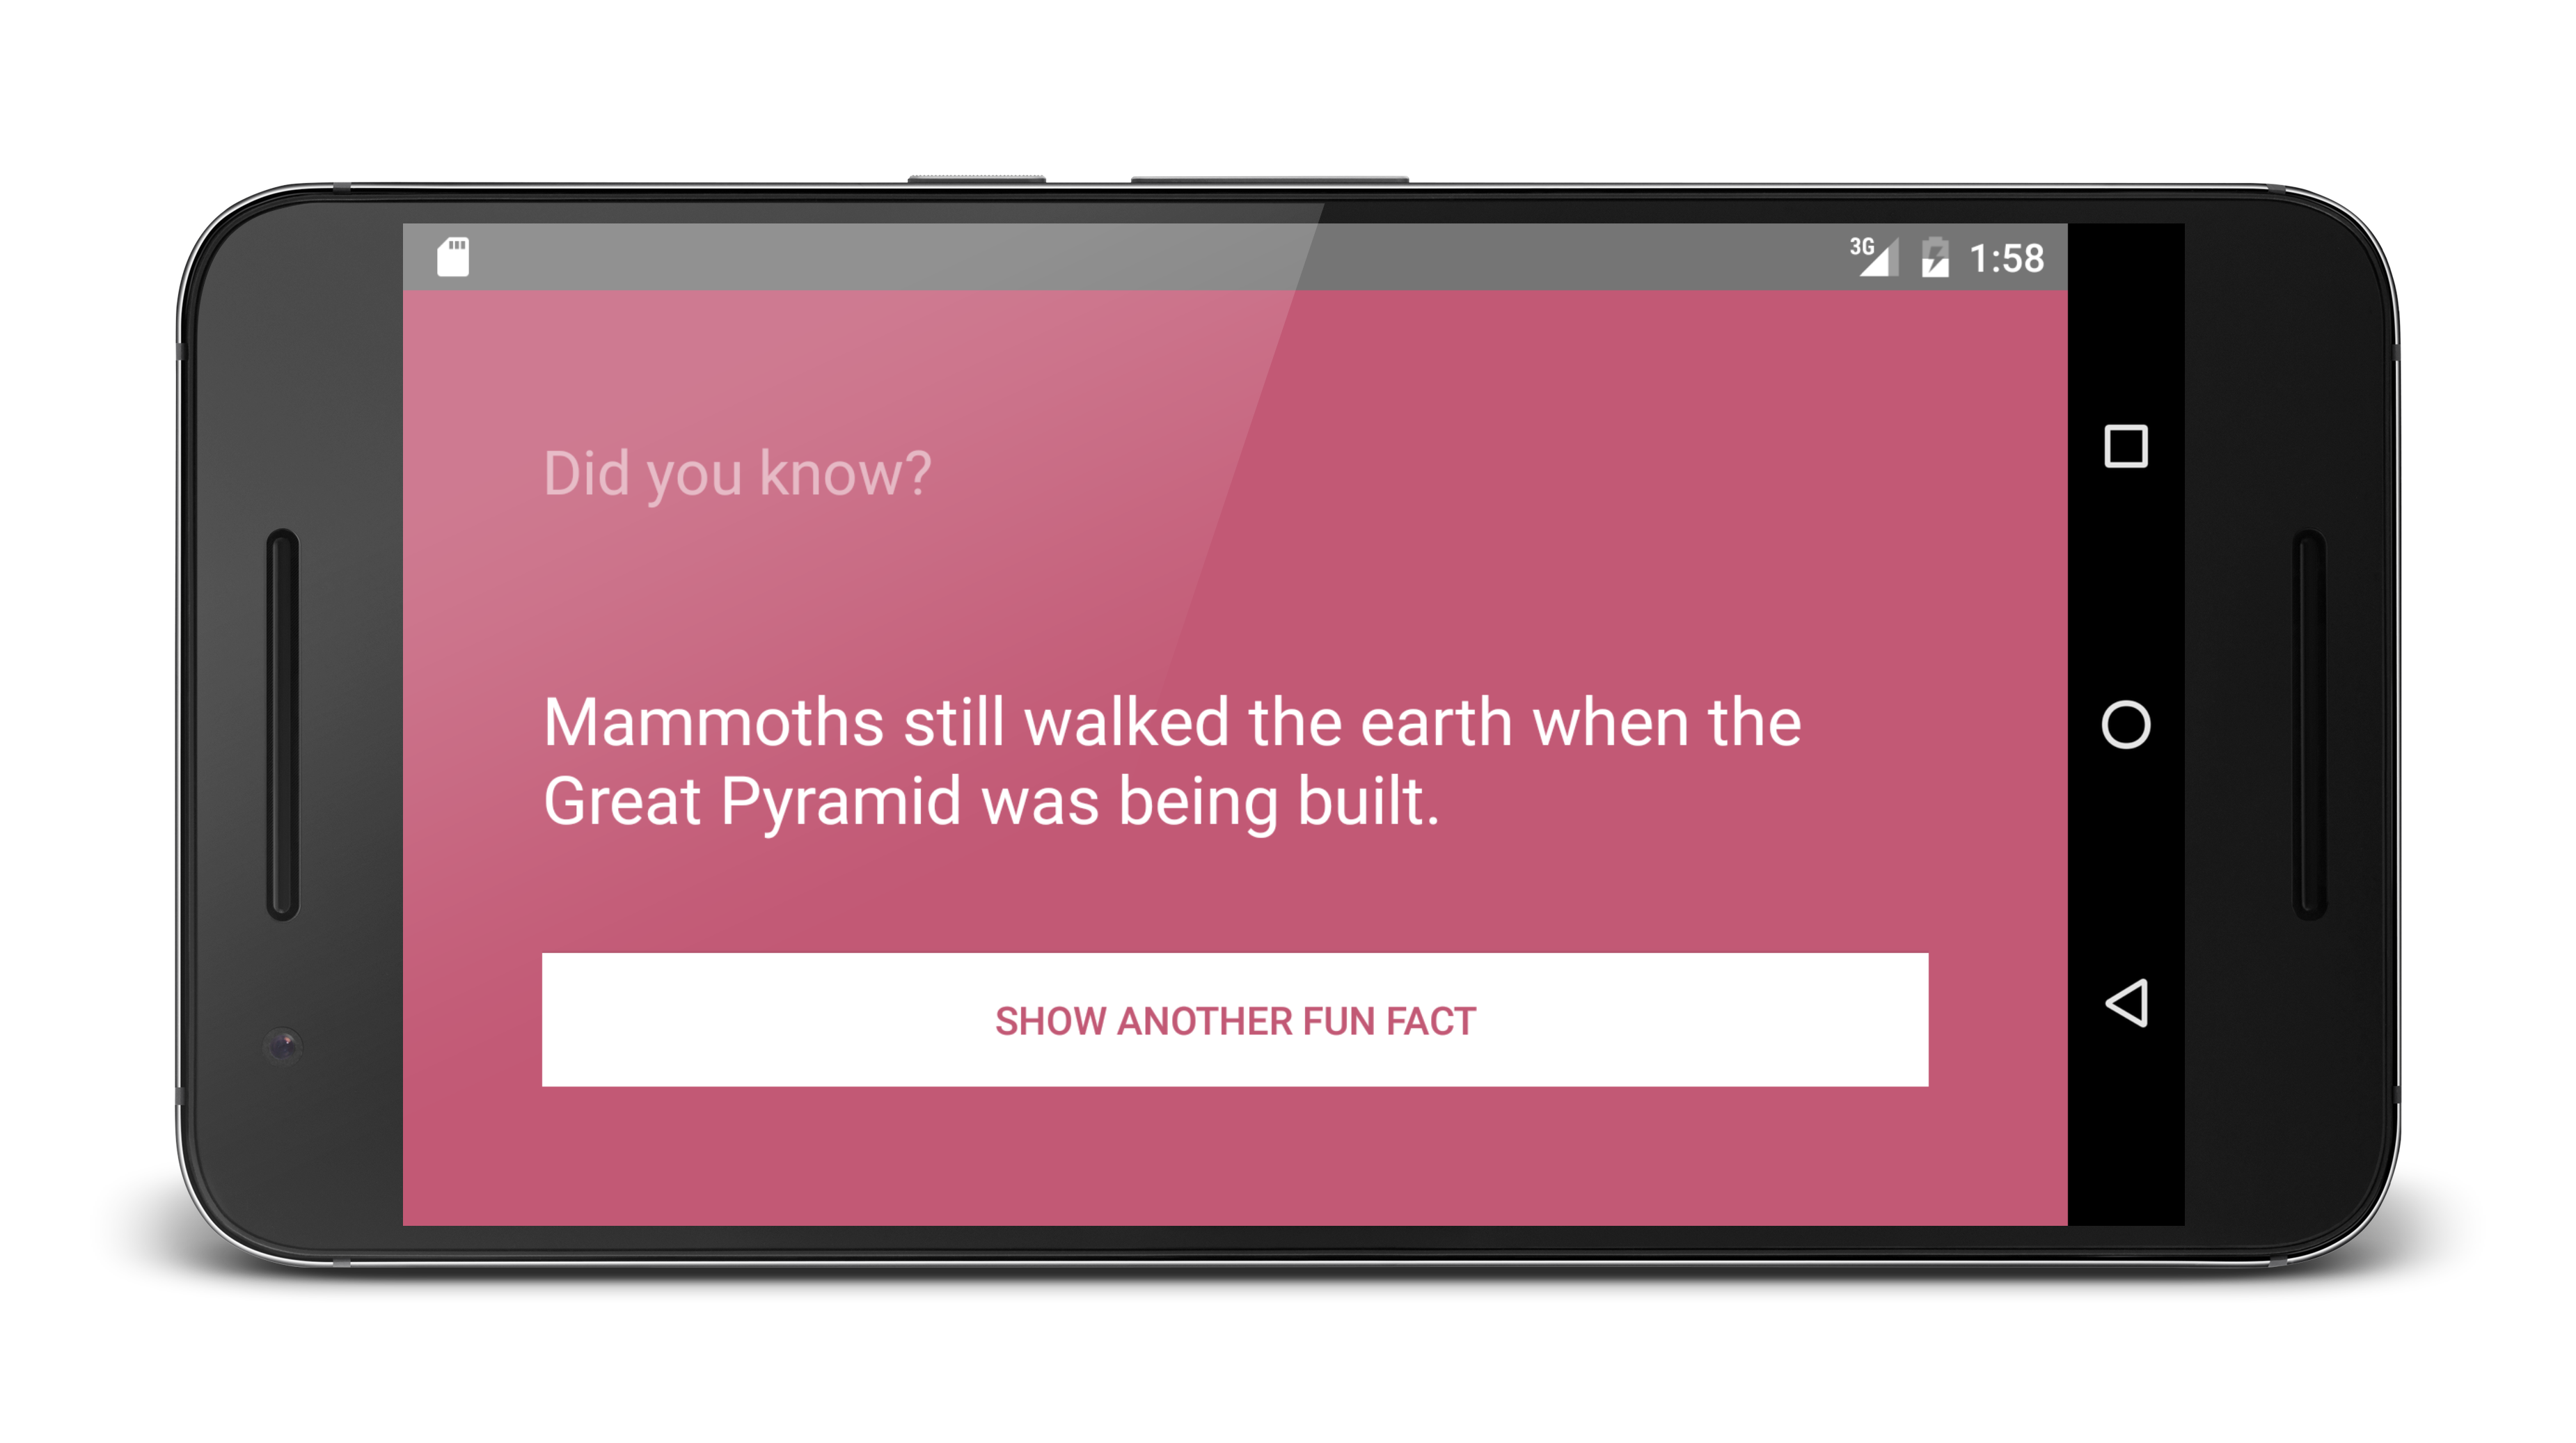 3G 1:58
Did you know?
Mammoths still walked the earth when the
Great Pyramid was being built.
SHOW ANOTHER FUN FACT